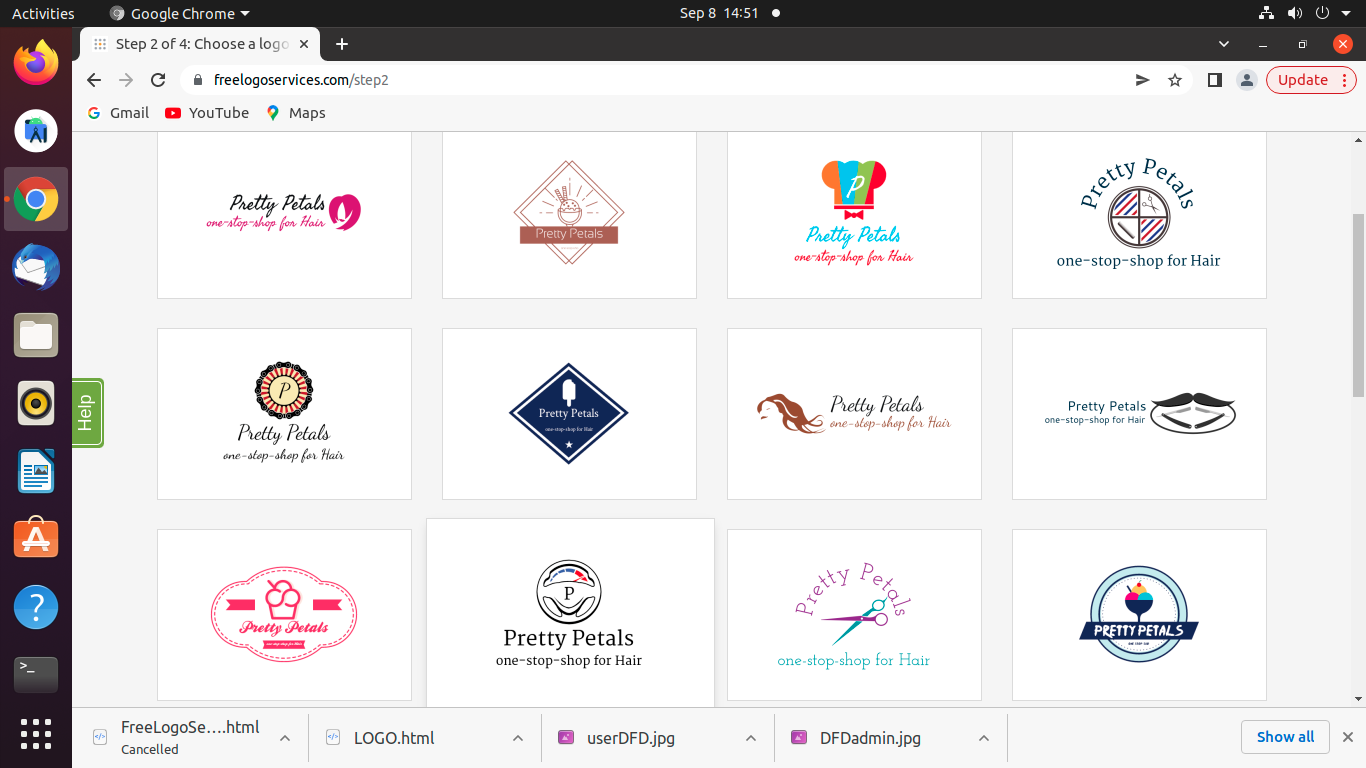 Activities
Google Chrome
Sep 8 14:51
Step 2 of 4: Choose a logo
freelogoservices.com/step2
Update
Gmail
YouTube
Maps
Pretty Petals
one-stop-shop for Hair
Pretty Petals
P
Pretty Petals
one-stop-shop for Hair
Pretty Petals
one-stop-shop for Hair
P
Pretty Petals
one-stop-shop for Hair
Pretty Petals
one-stop-shop for Hair
Pretty Petals
one-stop-shop for Hair
Pretty Petals
one-stop-shop for Hair
Help
Pretty Petals
one-stop-shop for Hair
P
Pretty Petals
one-stop-shop for Hair
Pretty Petals
one-stop-shop for Hair
PRETTY PETALS
FreeLogoSe....html
Cancelled
LOGO.html
userDFD.jpg
DFDadmin.jpg
Show all